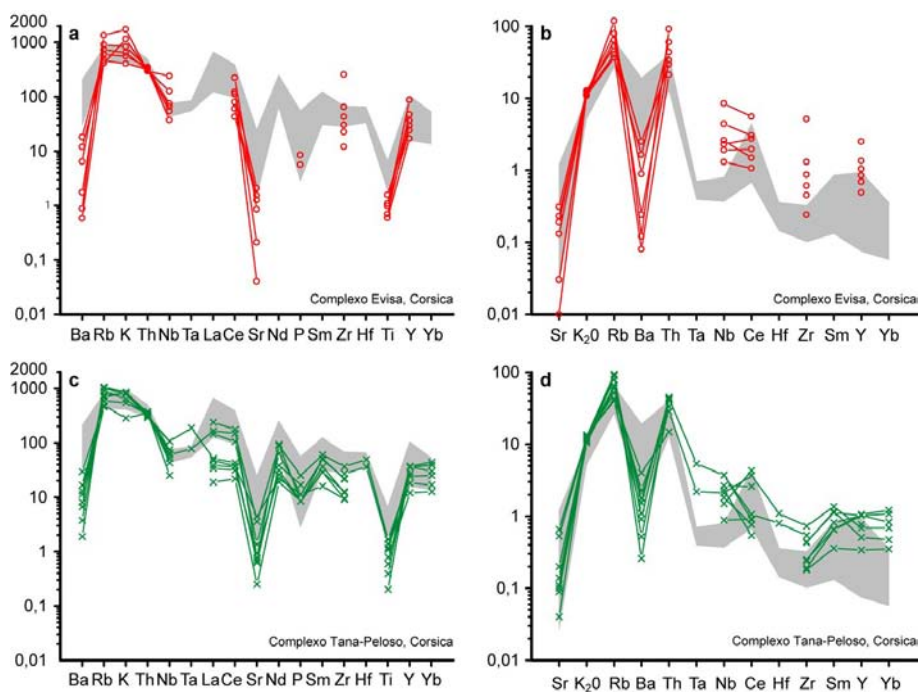 a
2000
1000
100
10
1
0,1
0,01
Complexo Evisa, Corsica
Ba Rb K Th Nb Ta La Ce Sr Nd P Sm Zr Hf Ti Y Yb
b
100
10
1
0,1
0,01
Complexo Evisa, Corsica
Sr K₂0 Rb Ba Th Ta Nb Ce Hf Zr Sm Y Yb
c
2000
1000
100
10
1
0,1
0,01
Complexo Tana-Peloso, Corsica
Ba Rb K Th Nb Ta La Ce Sr Nd P Sm Zr Hf Ti Y Yb
d
100
10
1
0,1
0,01
Complexo Tana-Peloso, Corsica
Sr K₂0 Rb Ba Th Ta Nb Ce Hf Zr Sm Y Yb